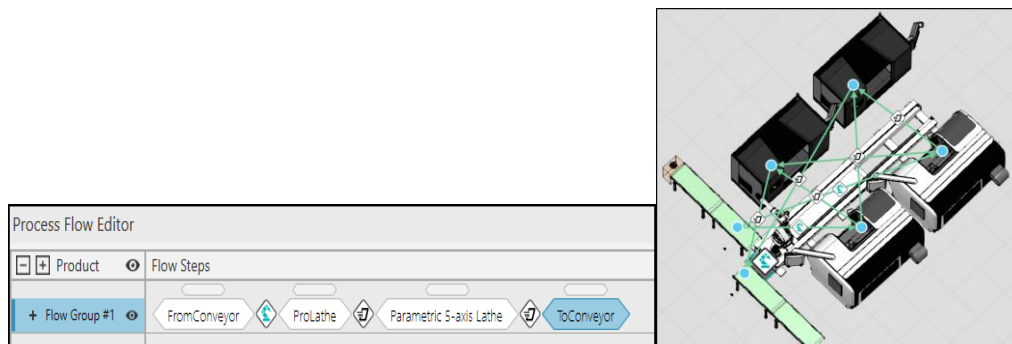 Process Flow Editor
Product Flow Steps
+ Flow Group #1 FromConveyor ProLathe Parametric 5-axis Lathe ToConveyor